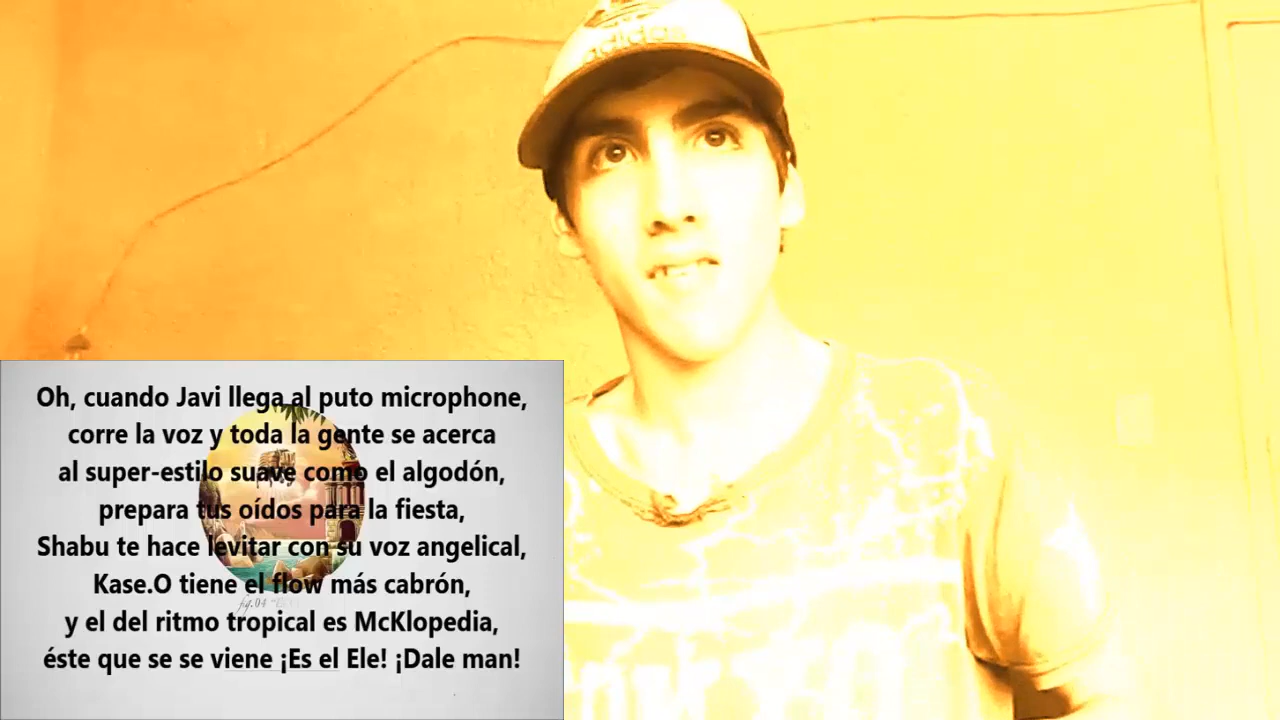 adidas
Oh, cuando Javi llega al puto microphone,
corre la voz y toda la gente se acerca
al super-estilo suave como el algodón,
prepara tus oídos para la fiesta,
Shabu te hace levitar con su voz angelical,
Kase.O tiene el flow más cabrón,
y el del ritmo tropical es McKlopedia,
éste que se se viene ¡Es el Ele! ¡Dale man!
fig.04